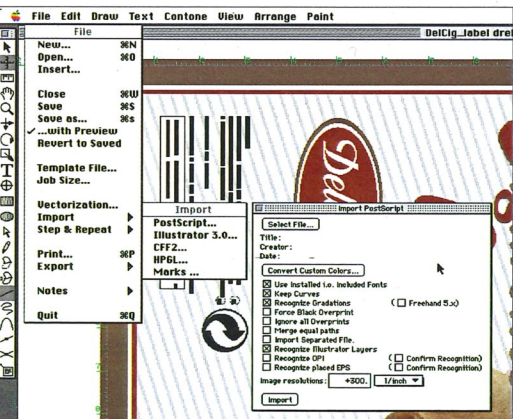 File Edit Draw Text Contone View Arrange Paint
DelCig_label
File
New... ⌘N
Open... ⌘O
Insert...
Close ⌘W
Save ⌘S
Save as... ⌘s
✓ ...with Preview
Revert to Saved
Template File...
Job Size...
Vectorization...
Import ▶
Step & Repeat ▶
Print... ⌘P
Export ▶
Notes ▶
Quit ⌘Q
Import
PostScript...
Illustrator 3.0...
CFF2...
HPGL...
Marks ...
Del
Import PostScript
Select File...
Title:
Creator:
Date:
Convert Custom Colors...
Use Installed i.o. Included Fonts
Keep Curves
Recognize Gradations ( Freehand 5.x)
Force Black Overprint
Ignore all Overprints
Merge equal paths
Import Separated File.
Recognize Illustrator Layers
Recognize OPI ( Confirm Recognition)
Recognize placed EPS ( Confirm Recognition)
Image resolutions: +300. 1/inch ▼
Import